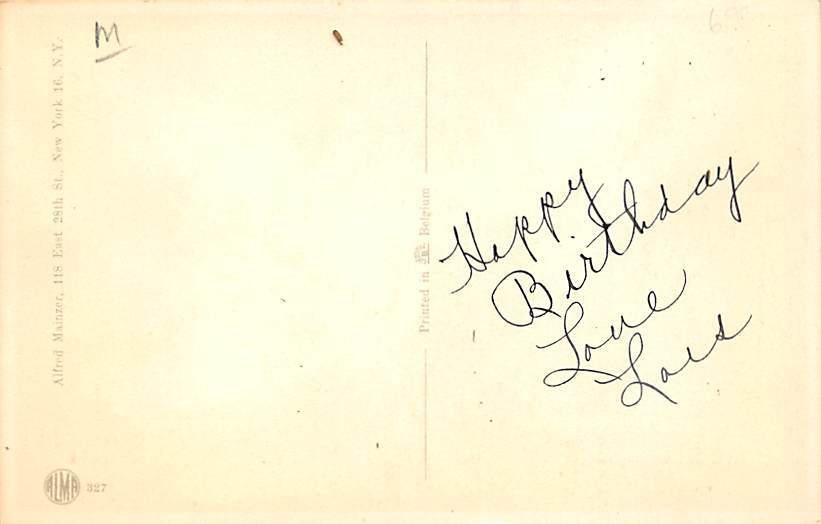 M
Alfred Mainzer, 118 East 28th St., New York 16, N.Y.
Printed in Belgium
Happy
Birthday
Love
Lois
ALMA 327